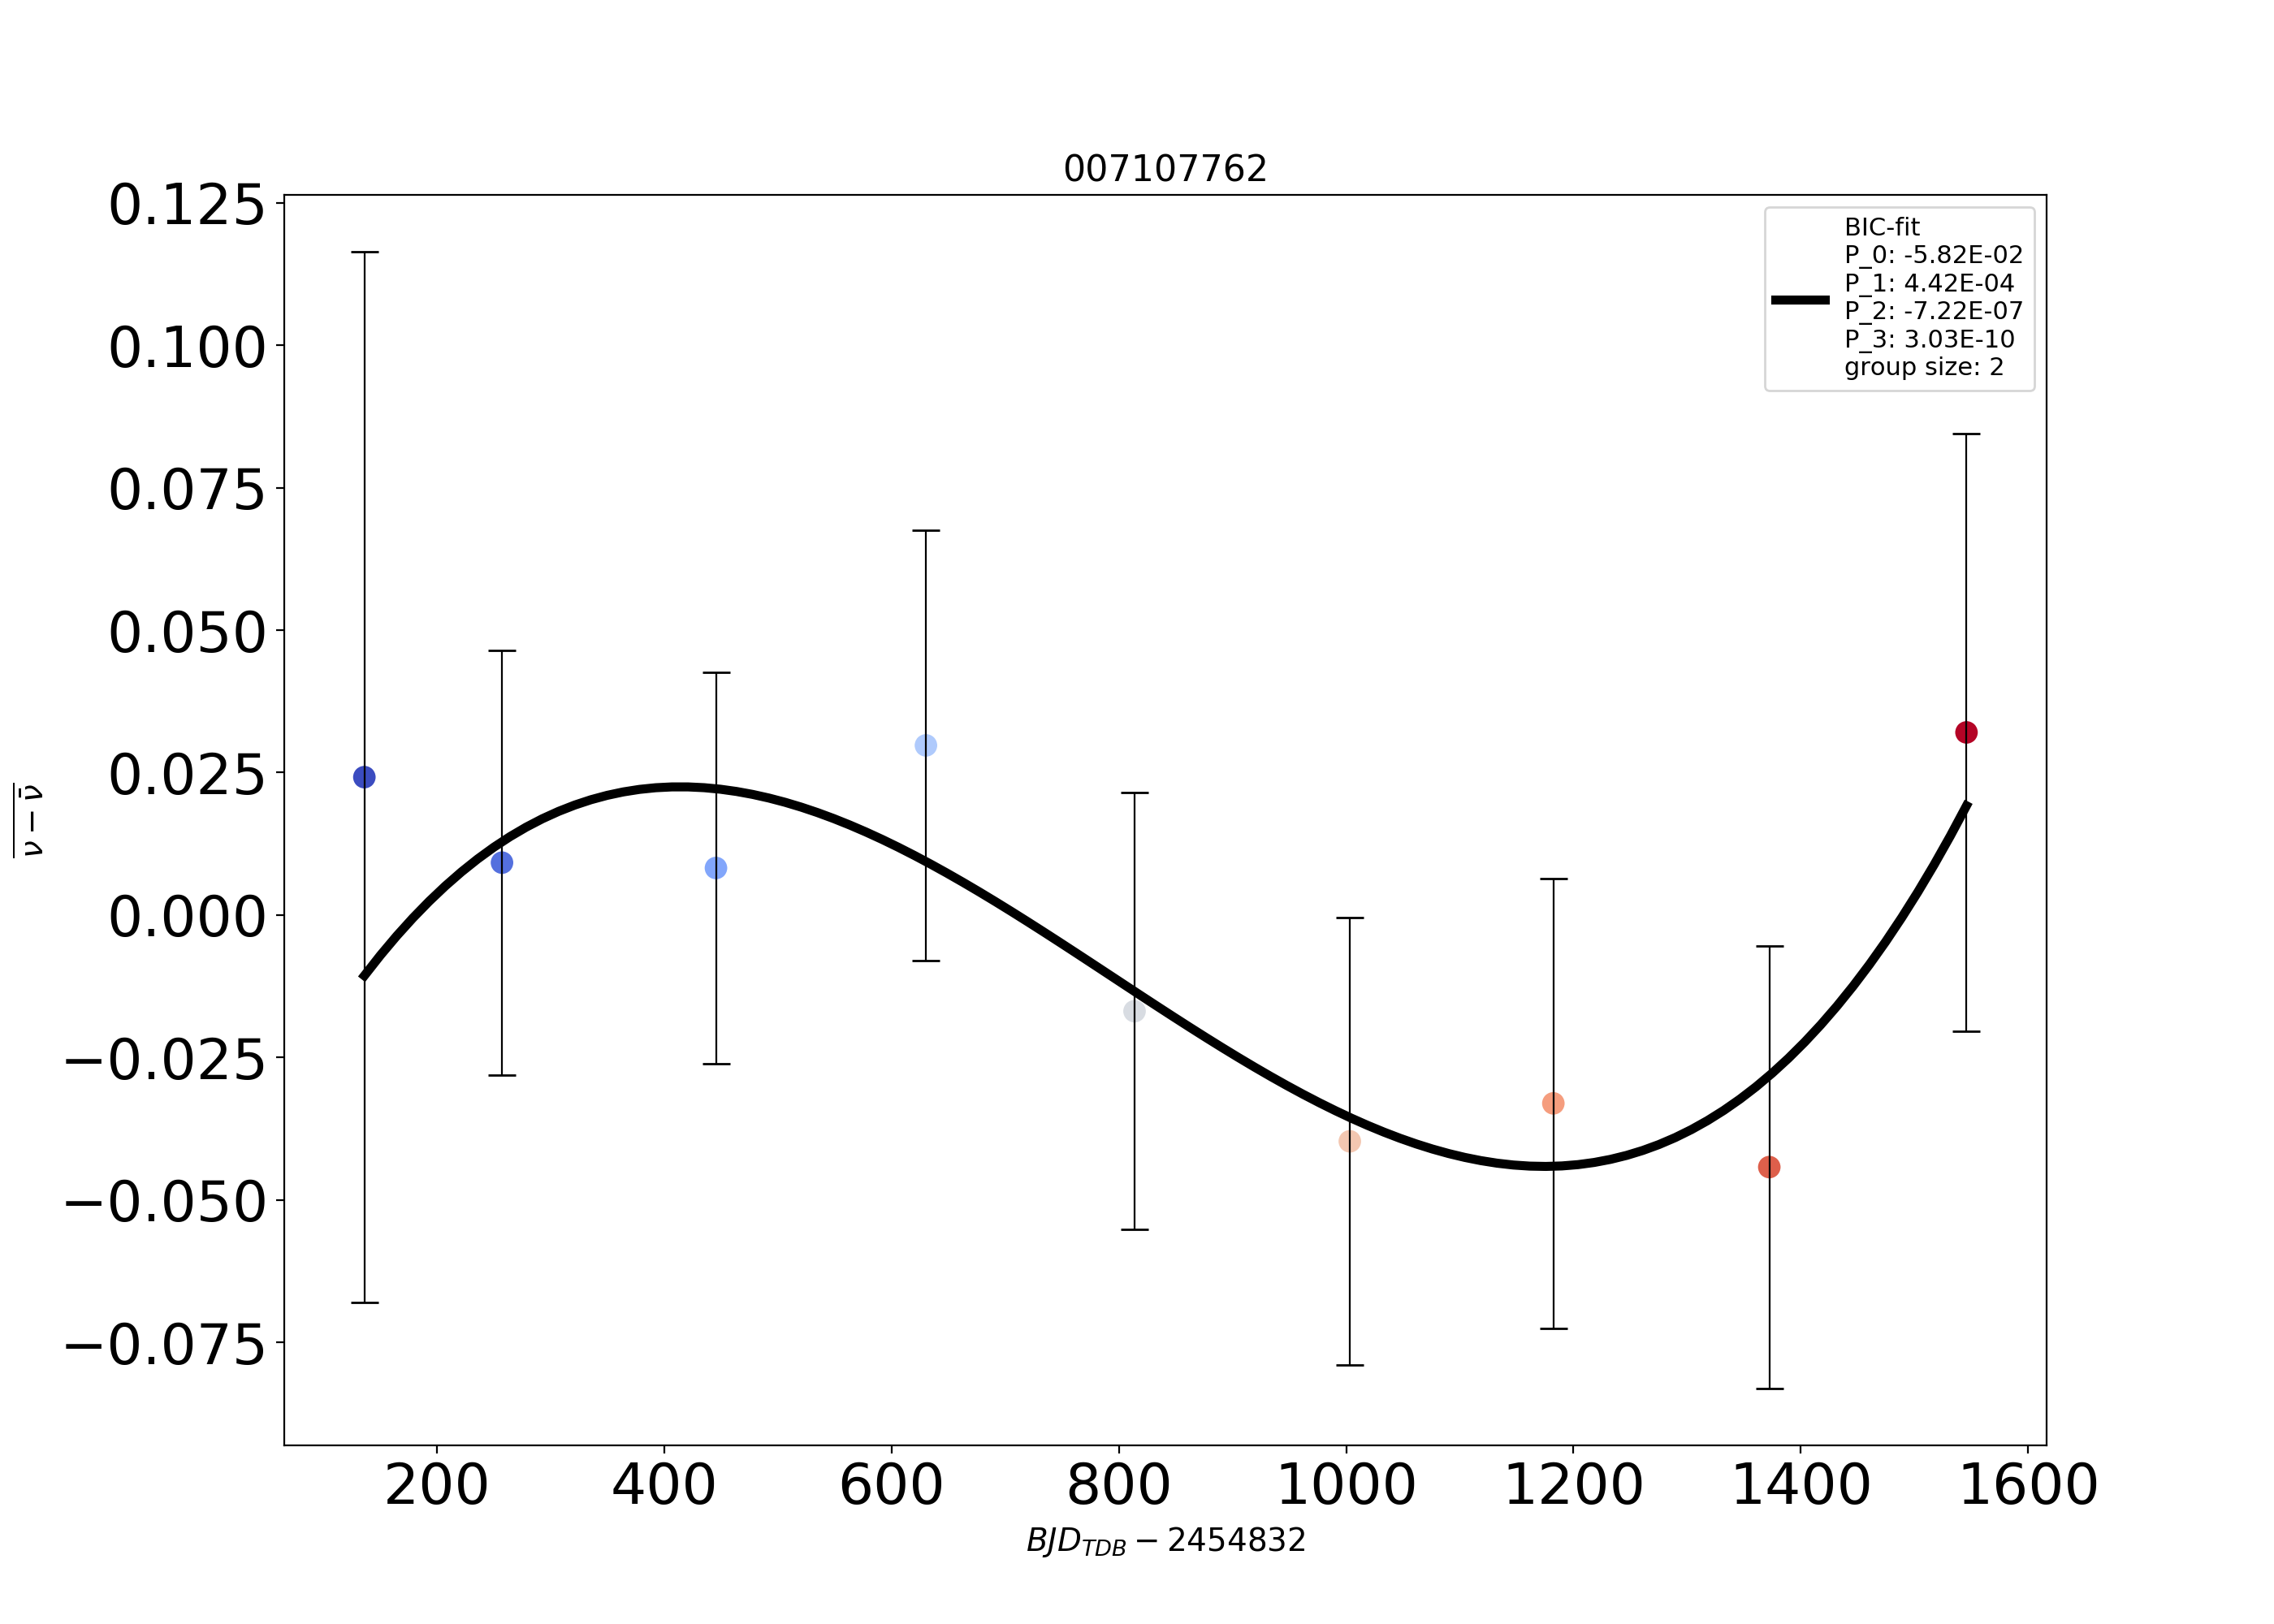 007107762
0.125
0.100
0.075
0.050
0.025
0.000
−0.025
−0.050
−0.075
ν − ν̄
BIC-fit
P_0: -5.82E-02
P_1: 4.42E-04
P_2: -7.22E-07
P_3: 3.03E-10
group size: 2
200 400 600 800 1000 1200 1400 1600
BJD_TDB − 2454832